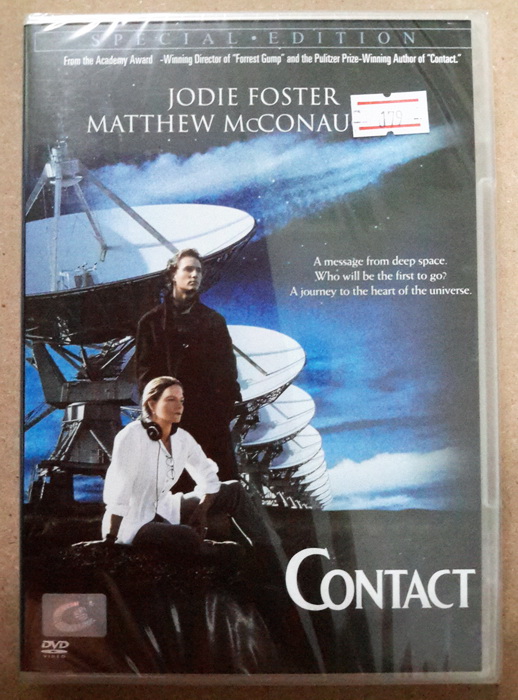 SPECIAL · EDITION
From the Academy Award -Winning Director of "Forrest Gump" and the Pulitzer Prize-Winning Author of "Contact."
JODIE FOSTER
MATTHEW McCONAU
179
A message from deep space.
Who will be the first to go?
A journey to the heart of the universe.
CONTACT
DVD
VIDEO